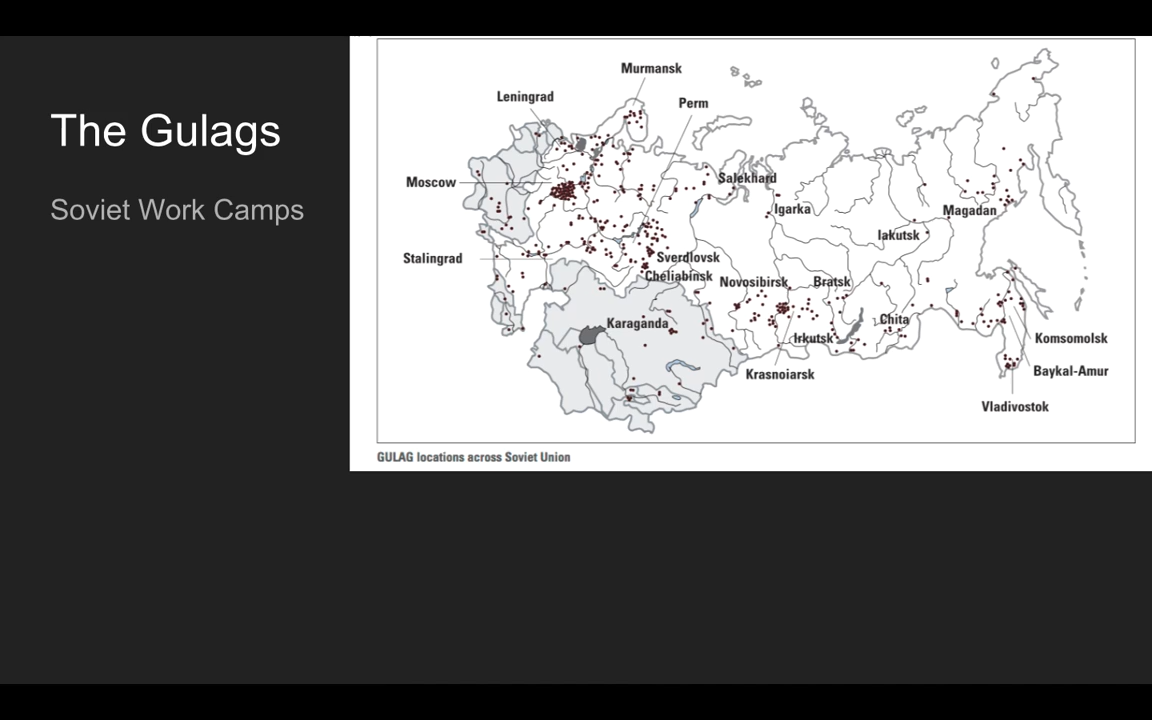 The Gulags
Soviet Work Camps
Murmansk
Leningrad
Perm
Moscow
Salekhard
Igarka
Magadan
Iakutsk
Stalingrad
Sverdlovsk
Cheliabinsk
Novosibirsk
Bratsk
Karaganda
Chita
Irkutsk
Komsomolsk
Krasnoiarsk
Baykal-Amur
Vladivostok
GULAG locations across Soviet Union